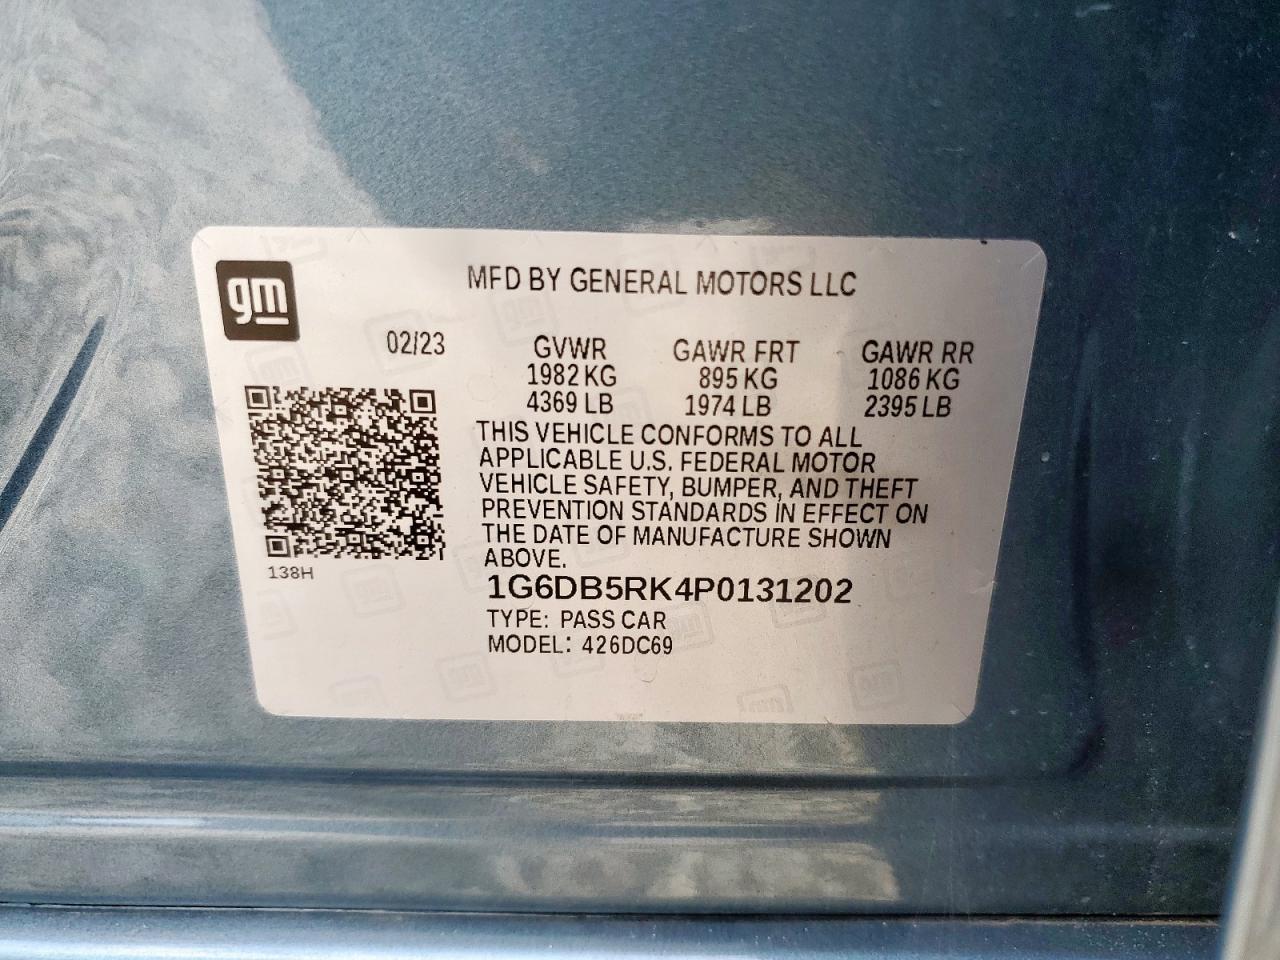 gm
MFD BY GENERAL MOTORS LLC
02/23
GVWR GAWR FRT GAWR RR
1982 KG 895 KG 1086 KG
4369 LB 1974 LB 2395 LB
THIS VEHICLE CONFORMS TO ALL
APPLICABLE U.S. FEDERAL MOTOR
VEHICLE SAFETY, BUMPER, AND THEFT
PREVENTION STANDARDS IN EFFECT ON
THE DATE OF MANUFACTURE SHOWN
ABOVE.
138H
1G6DB5RK4P0131202
TYPE: PASS CAR
MODEL: 426DC69